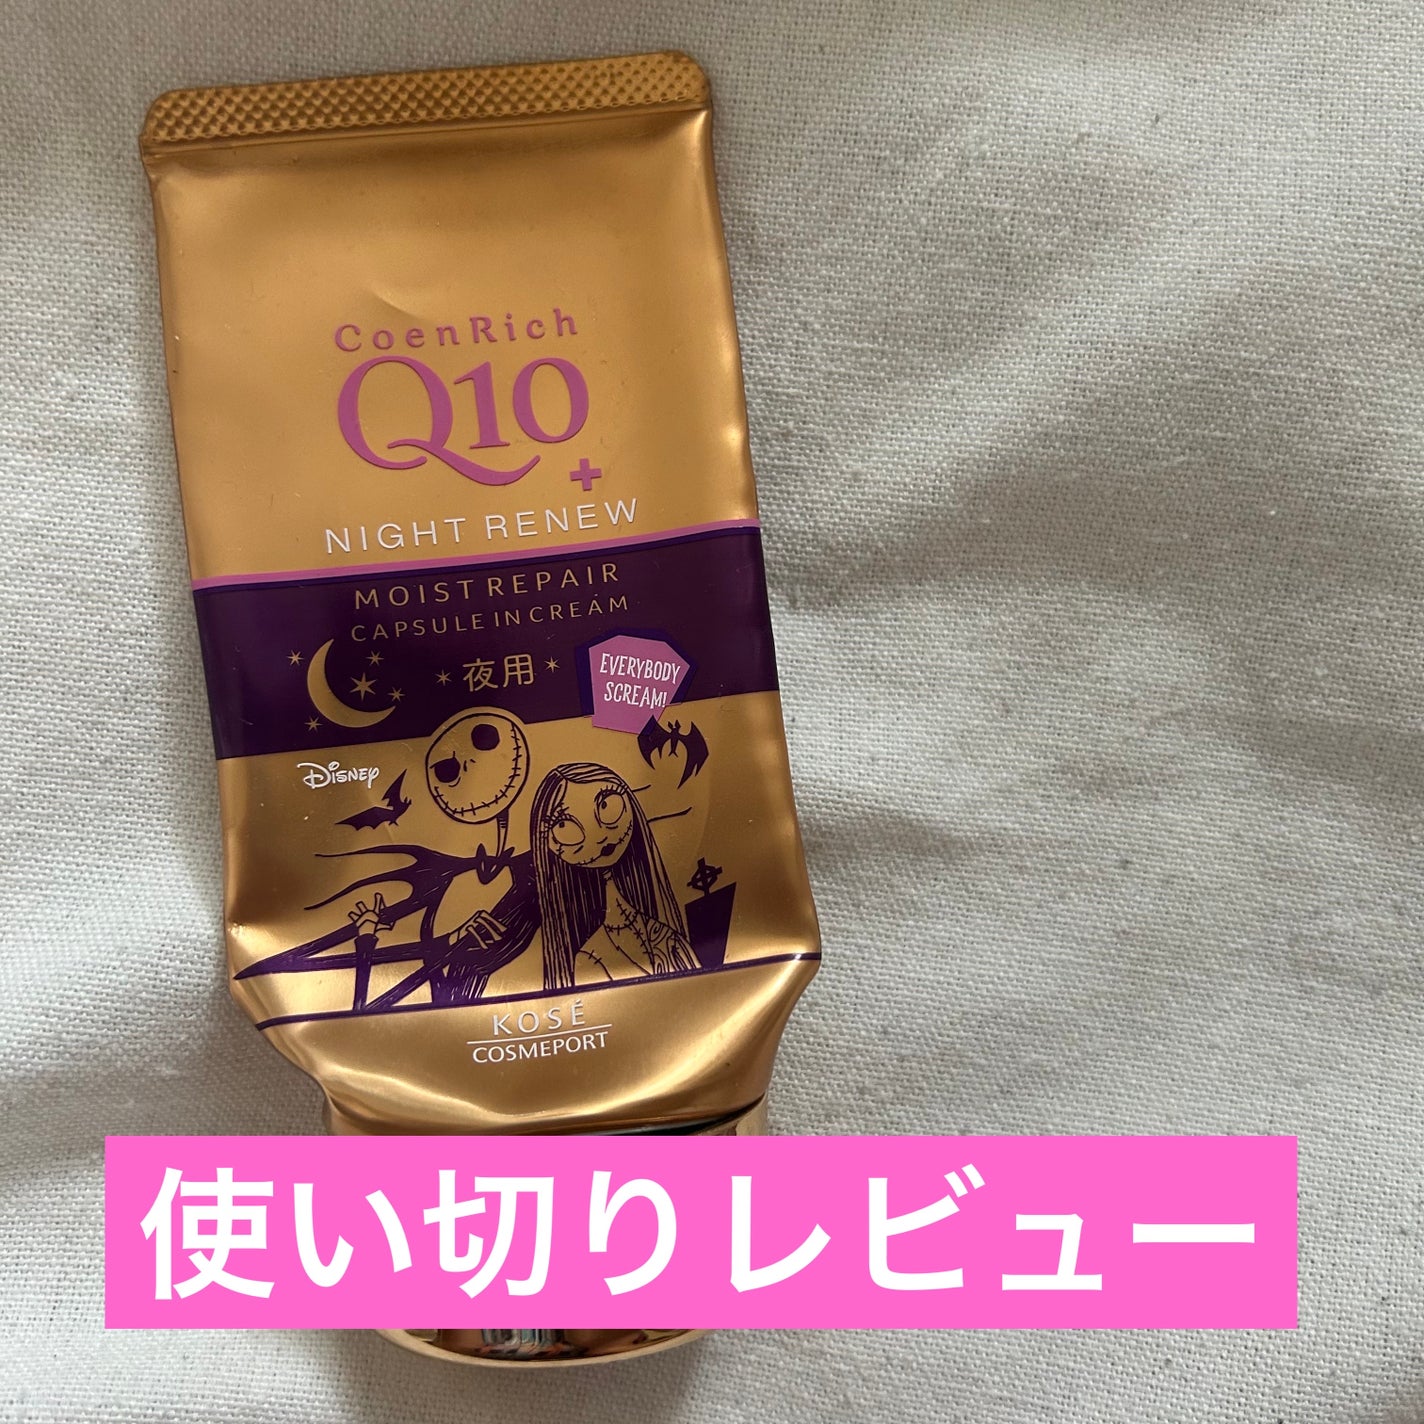 CoenRich
Q10
+
NIGHT RENEW
MOIST REPAIR
CAPSULE IN CREAM
夜用
EVERYBODY
SCREAM!
Disney
KOSÉ
COSMEPORT
使い切りレビュー